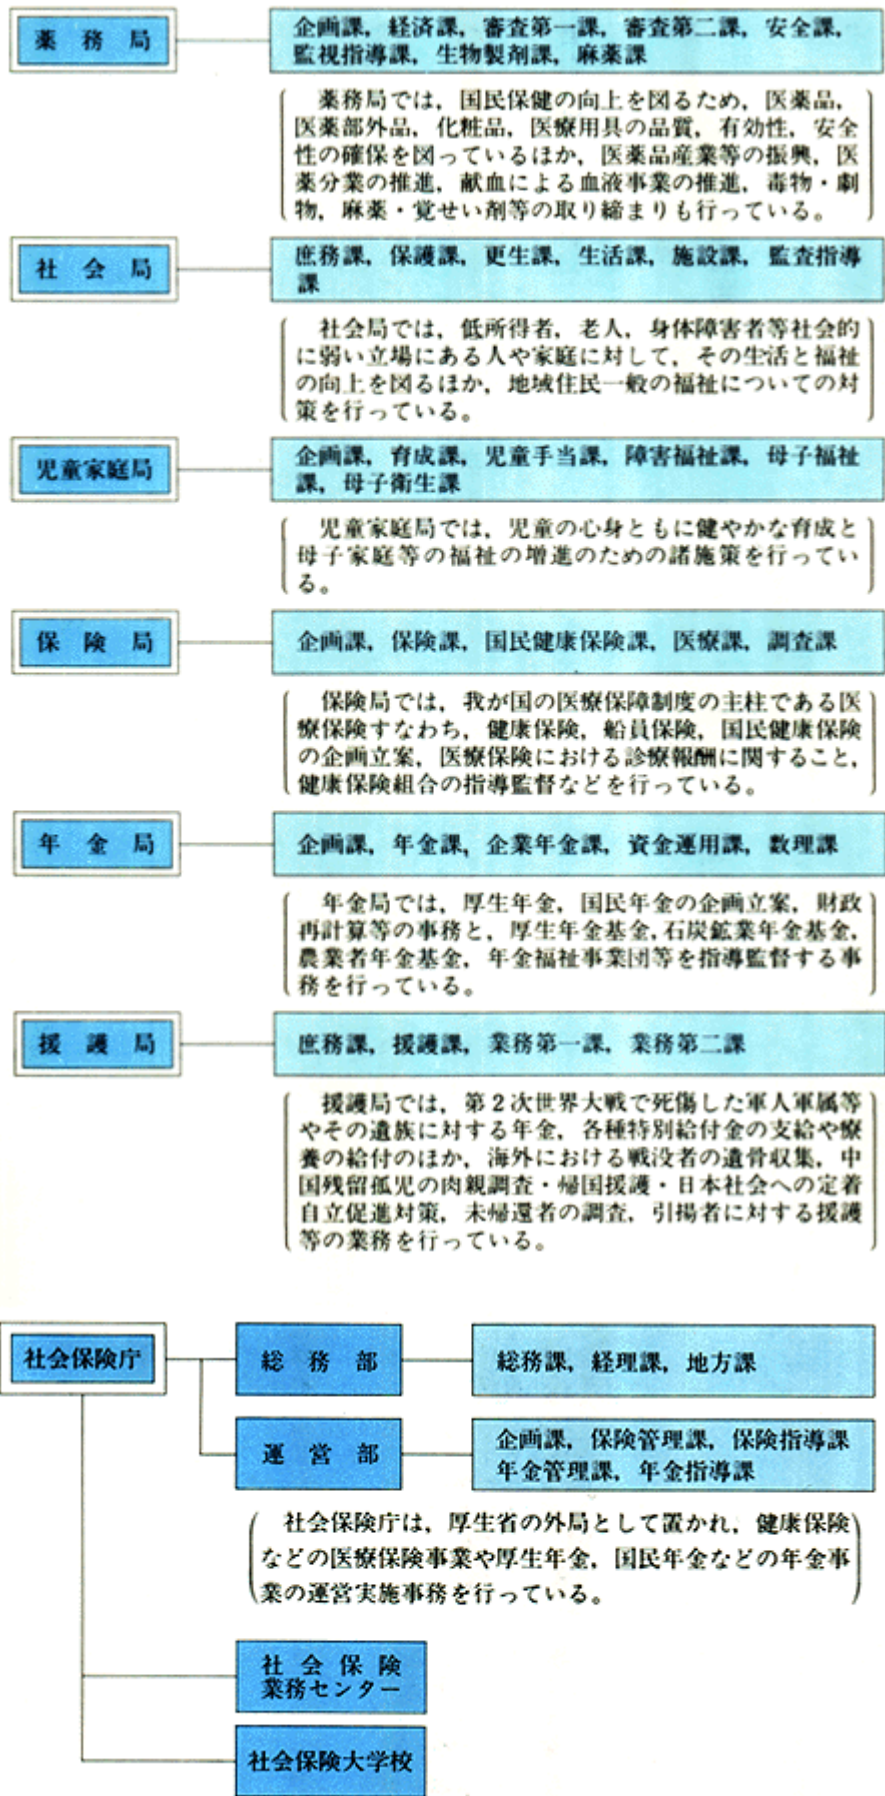 薬務局
企画課，経済課，審査第一課，審査第二課，安全課，
監視指導課，生物製剤課，麻薬課
薬務局では，国民保健の向上を図るため，医薬品，
医薬部外品，化粧品，医療用具の品質，有効性，安全
性の確保を図っているほか，医薬品産業等の振興，医
薬分業の推進，献血による血液事業の推進，毒物・劇
物，麻薬・覚せい剤等の取り締まりも行っている。
社会局
庶務課，保護課，更生課，生活課，施設課，監査指導
課
社会局では，低所得者，老人，身体障害者等社会的
に弱い立場にある人や家庭に対して，その生活と福祉
の向上を図るほか，地域住民一般の福祉についての対
策を行っている。
児童家庭局
企画課，育成課，児童手当課，障害福祉課，母子福祉
課，母子衛生課
児童家庭局では，児童の心身ともに健やかな育成と
母子家庭等の福祉の増進のための諸施策を行ってい
る。
保険局
企画課，保険課，国民健康保険課，医療課，調査課
保険局では，我が国の医療保障制度の主柱である医
療保険すなわち，健康保険，船員保険，国民健康保険
の企画立案，医療保険における診療報酬に関すること，
健康保険組合の指導監督などを行っている。
年金局
企画課，年金課，企業年金課，資金運用課，数理課
年金局では，厚生年金，国民年金の企画立案，財政
再計算等の事務と，厚生年金基金，石炭鉱業年金基金，
農業者年金基金，年金福祉事業団等を指導監督する事
務を行っている。
援護局
庶務課，援護課，業務第一課，業務第二課
援護局では，第２次世界大戦で死傷した軍人軍属等
やその遺族に対する年金，各種特別給付金の支給や療
養の給付のほか，海外における戦没者の遺骨収集，中
国残留孤児の肉親調査・帰国援護・日本社会への定着
自立促進対策，未帰還者の調査，引揚者に対する援護
等の業務を行っている。
社会保険庁
総務部
総務課，経理課，地方課
運営部
企画課，保険管理課，保険指導課
年金管理課，年金指導課
社会保険庁は，厚生省の外局として置かれ，健康保険
などの医療保険事業や厚生年金，国民年金などの年金事
業の運営実施事務を行っている。
社会保険
業務センター
社会保険大学校